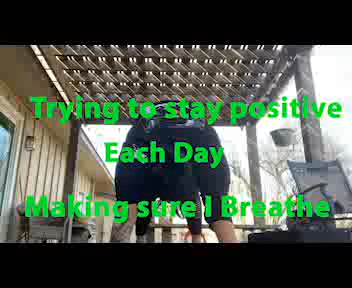 Trying to stay positive
Each Day
Making sure I Breathe